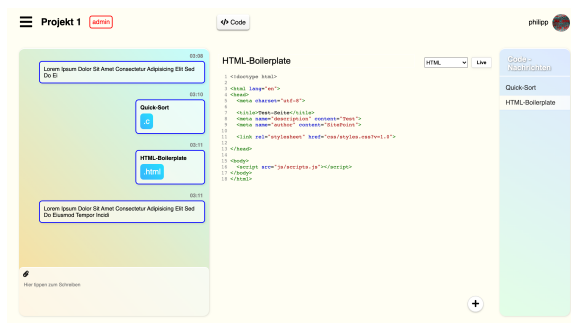 Projekt 1 admin
</> Code
philipp
03:08
Lorem Ipsum Dolor Sit Amet Consectetur Adipisicing Elit Sed
Do Ei
03:10
Quick-Sort
.c
03:11
HTML-Boilerplate
.html
03:11
Lorem Ipsum Dolor Sit Amet Consectetur Adipisicing Elit Sed
Do Eiusmod Tempor Incidi
Hier tippen zum Schreiben
HTML-Boilerplate
HTML
Live
1 <!doctype html>
2
3 <html lang="en">
4 <head>
5 <meta charset="utf-8">
6
7 <title>Test-Seite</title>
8 <meta name="description" content="Test">
9 <meta name="author" content="SitePoint">
10
11 <link rel="stylesheet" href="css/styles.css?v=1.0">
12
13 </head>
14
15 <body>
16 <script src="js/scripts.js"></script>
17 </body>
18 </html>
+
Code-
Nachrichten
Quick-Sort
HTML-Boilerplate